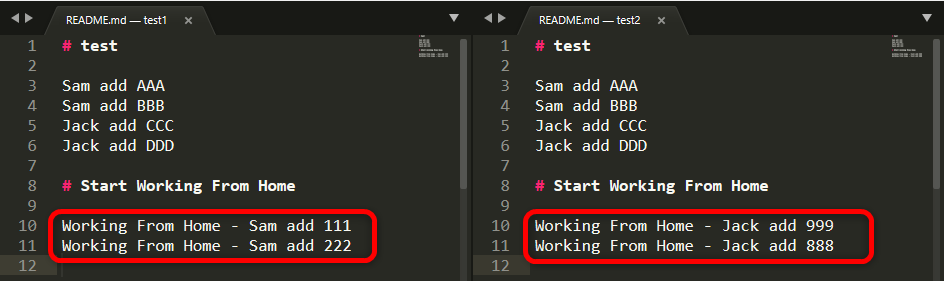 README.md — test1
1 # test
2
3 Sam add AAA
4 Sam add BBB
5 Jack add CCC
6 Jack add DDD
7
8 # Start Working From Home
9
10 Working From Home - Sam add 111
11 Working From Home - Sam add 222
12
README.md — test2
1 # test
2
3 Sam add AAA
4 Sam add BBB
5 Jack add CCC
6 Jack add DDD
7
8 # Start Working From Home
9
10 Working From Home - Jack add 999
11 Working From Home - Jack add 888
12